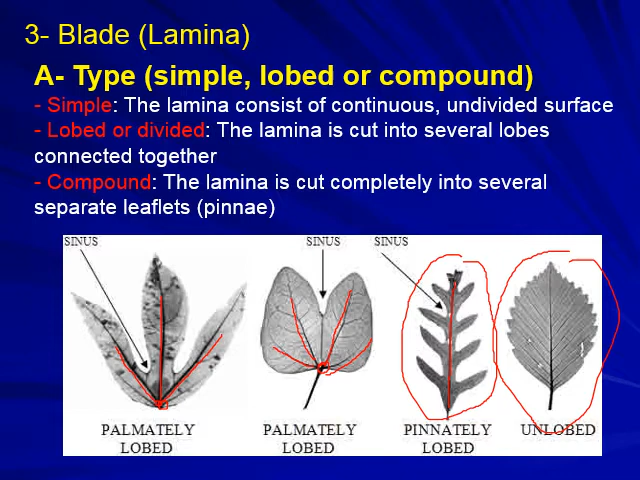 3- Blade (Lamina)
A- Type (simple, lobed or compound)
- Simple: The lamina consist of continuous, undivided surface
- Lobed or divided: The lamina is cut into several lobes
connected together
- Compound: The lamina is cut completely into several
separate leaflets (pinnae)
SINUS
SINUS
SINUS
PALMATELY
LOBED
PALMATELY
LOBED
PINNATELY
LOBED
UNLOBED